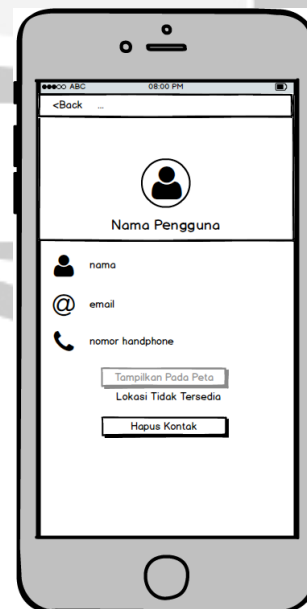 ABC 08:00 PM
<Back ...
Nama Pengguna
nama
@ email
nomor handphone
Tampilkan Pada Peta
Lokasi Tidak Tersedia
Hapus Kontak